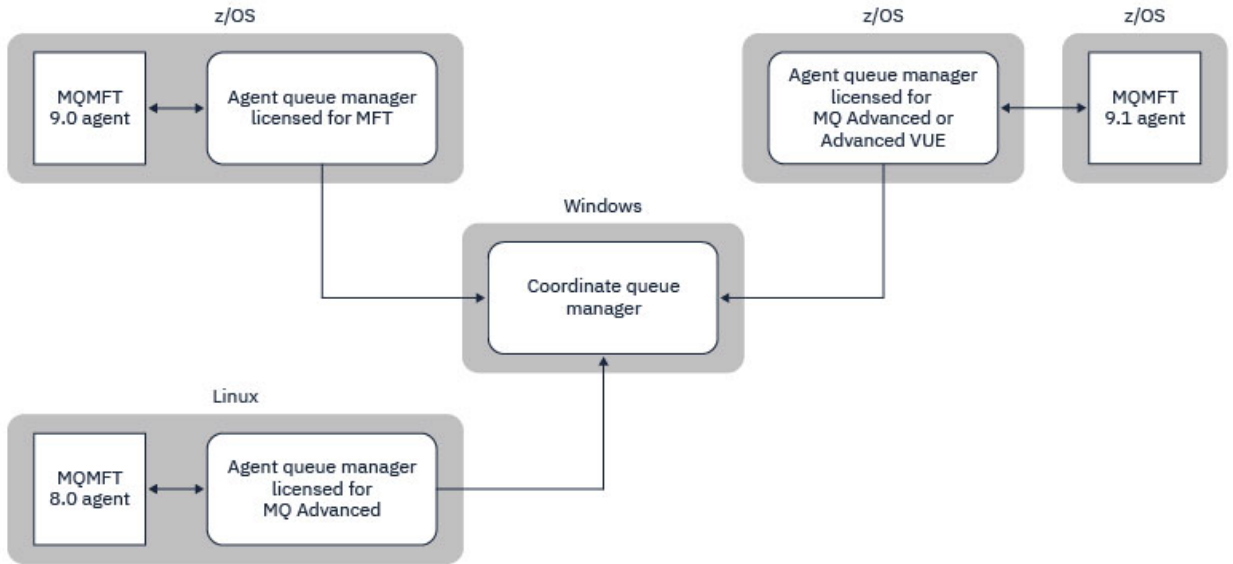 z/OS
MQMFT
9.0 agent
Agent queue manager
licensed for MFT
z/OS
Agent queue manager
licensed for
MQ Advanced or
Advanced VUE
z/OS
MQMFT
9.1 agent
Windows
Coordinate queue
manager
Linux
MQMFT
8.0 agent
Agent queue manager
licensed for
MQ Advanced